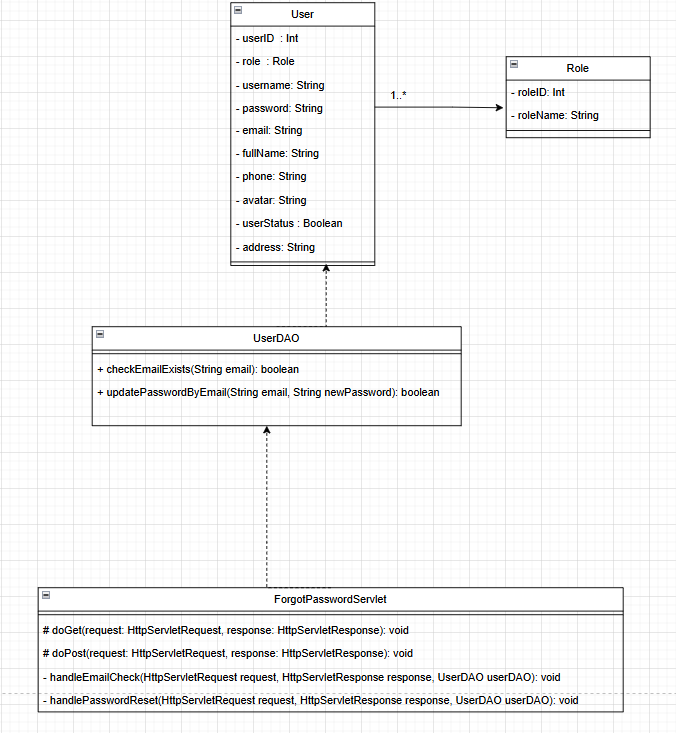 User
- userID : Int
- role : Role
- username: String
- password: String
- email: String
- fullName: String
- phone: String
- avatar: String
- userStatus : Boolean
- address: String
1..*
Role
- roleID: Int
- roleName: String
UserDAO
+ checkEmailExists(String email): boolean
+ updatePasswordByEmail(String email, String newPassword): boolean
ForgotPasswordServlet
# doGet(request: HttpServletRequest, response: HttpServletResponse): void
# doPost(request: HttpServletRequest, response: HttpServletResponse): void
- handleEmailCheck(HttpServletRequest request, HttpServletResponse response, UserDAO userDAO): void
- handlePasswordReset(HttpServletRequest request, HttpServletResponse response, UserDAO userDAO): void